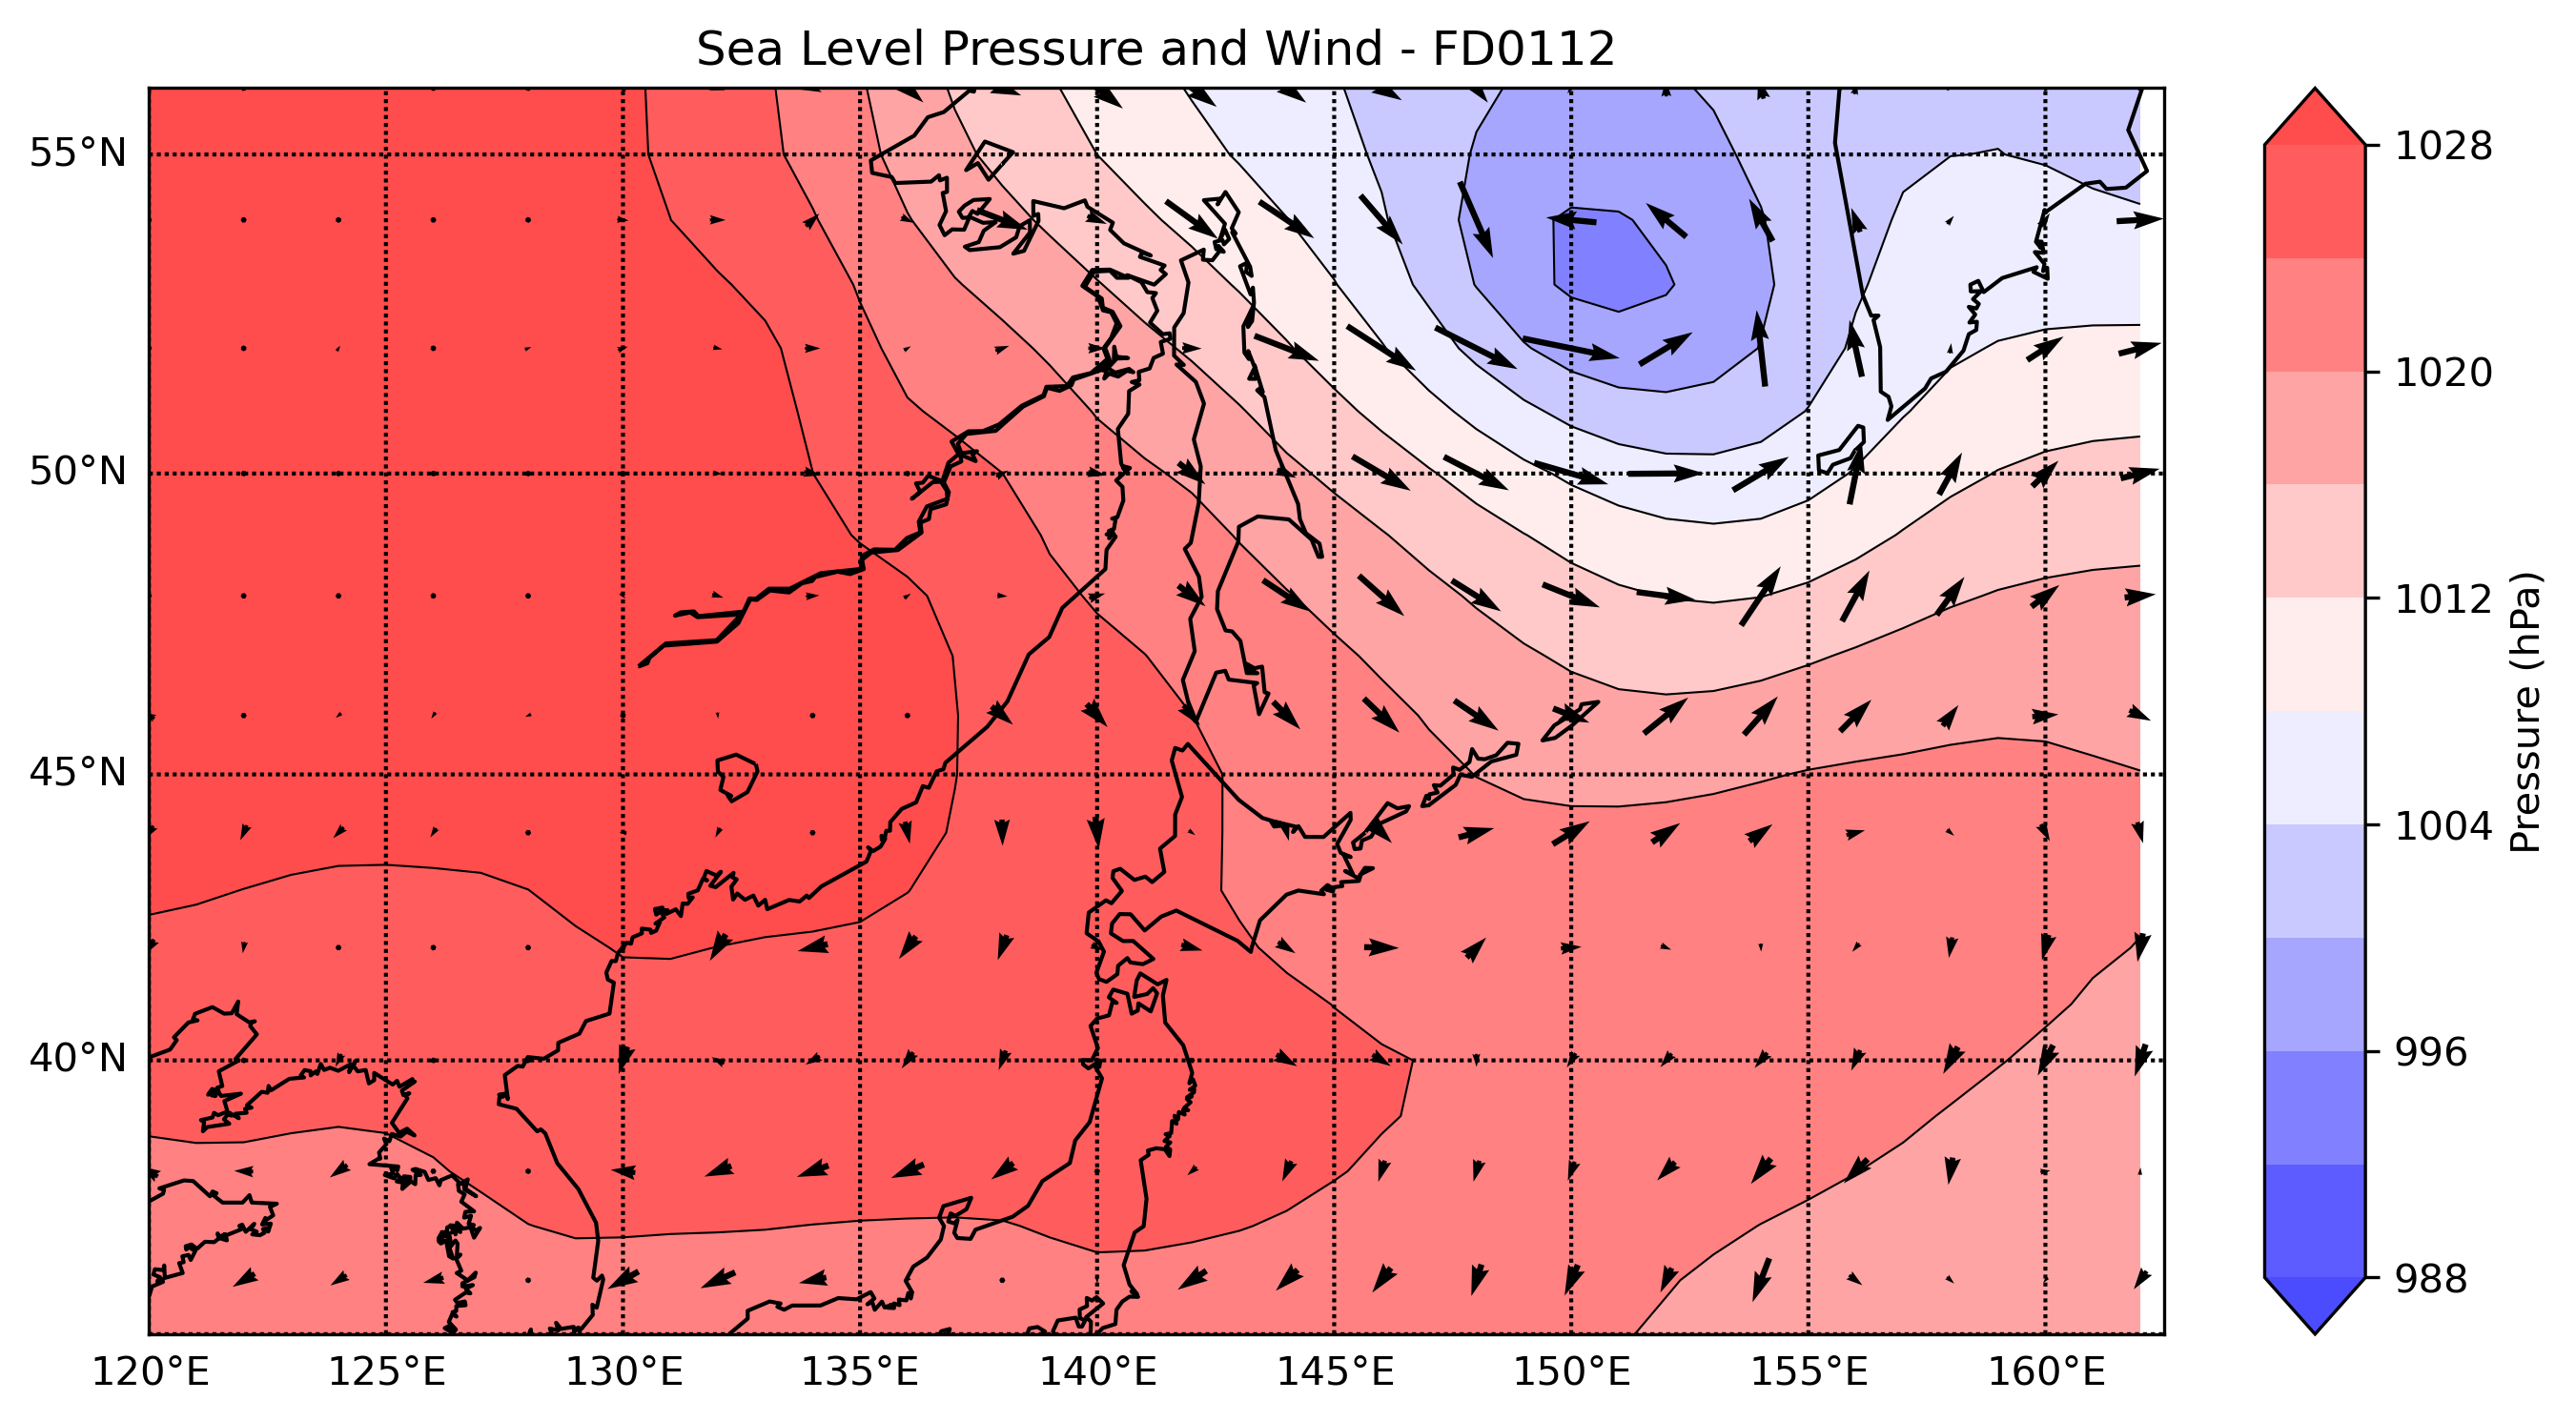 Sea Level Pressure and Wind - FD0112
55°N
50°N
45°N
40°N
120°E 125°E 130°E 135°E 140°E 145°E 150°E 155°E 160°E
1028
1020
1012
1004
996
988
Pressure (hPa)